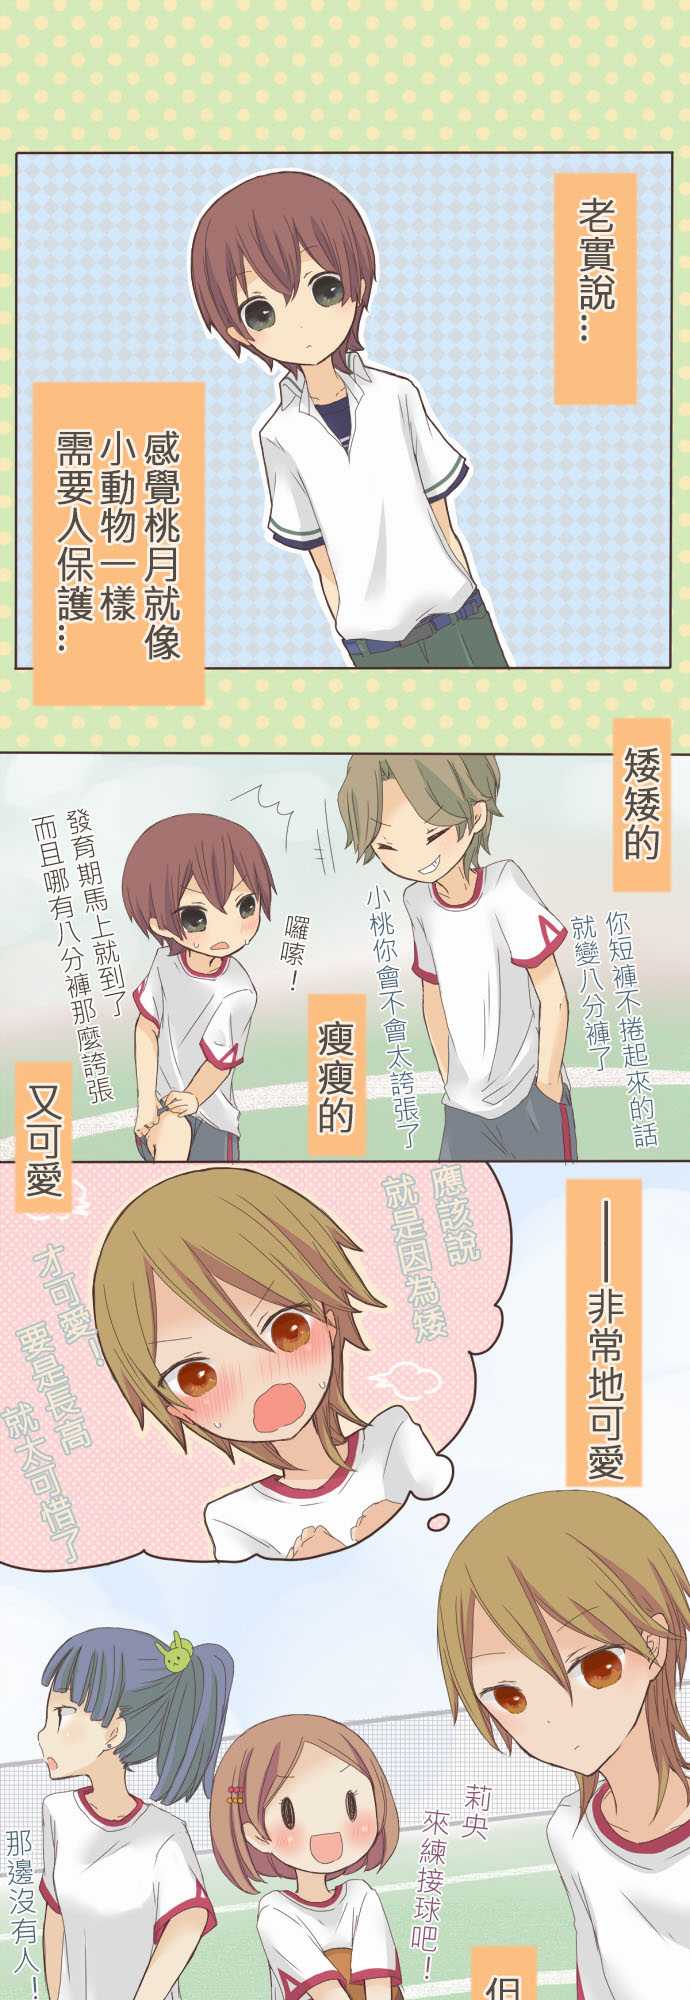 老實說…
感覺桃月就像
小動物一樣
需要人保護…
矮矮的
你短褲不捲起來的話
就變八分褲了
小桃你會不會太誇張了
囉嗦！
發育期馬上就到了
而且哪有八分褲那麼誇張
瘦瘦的
又可愛
——非常地可愛
應該說
就是因為矮
才可愛！
要是長高
就太可惜了
莉央
來練接球吧！
那邊沒有人！
但